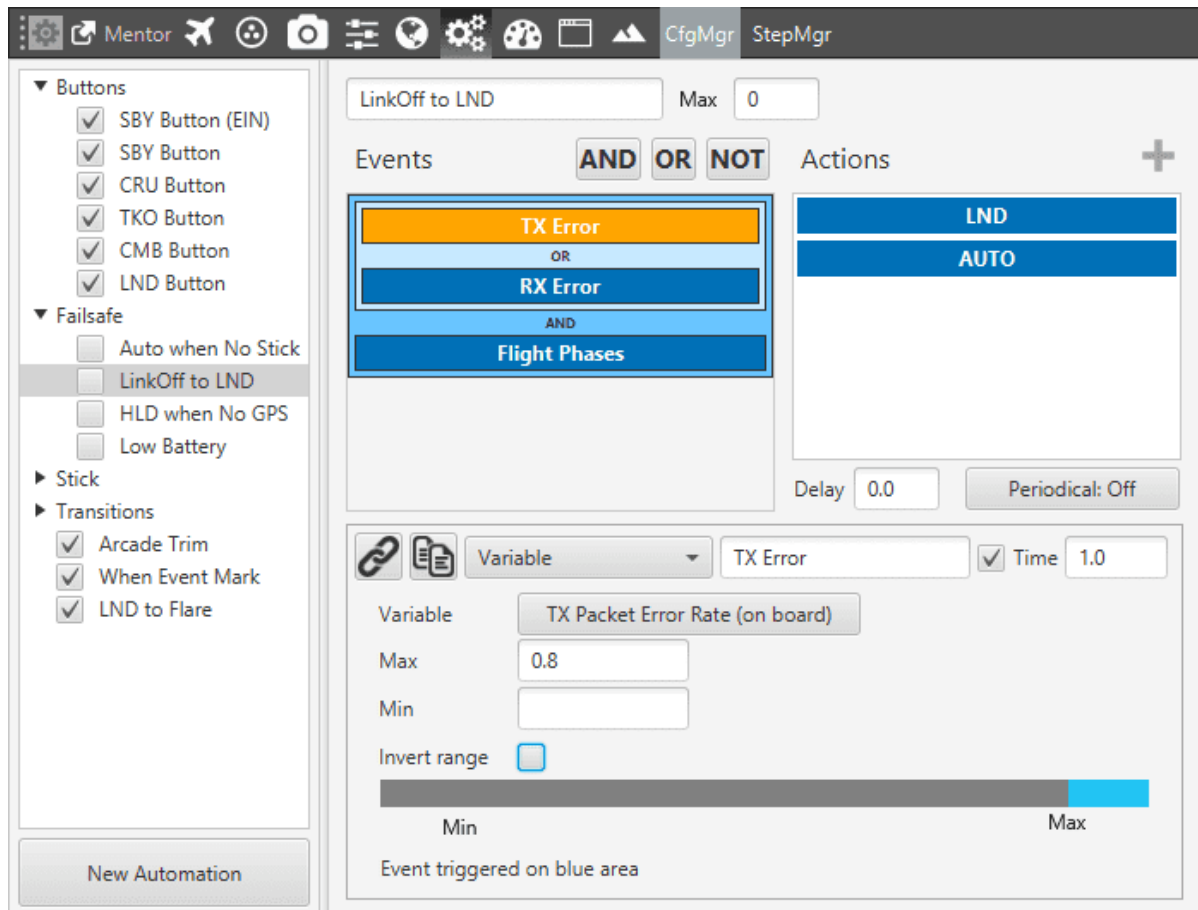 Mentor CfgMgr StepMgr
Buttons
SBY Button (EIN)
SBY Button
CRU Button
TKO Button
CMB Button
LND Button
Failsafe
Auto when No Stick
LinkOff to LND
HLD when No GPS
Low Battery
Stick
Transitions
Arcade Trim
When Event Mark
LND to Flare
New Automation
LinkOff to LND Max 0
Events AND OR NOT Actions
TX Error
OR
RX Error
AND
Flight Phases
LND
AUTO
Delay 0.0 Periodical: Off
Variable TX Error Time 1.0
Variable TX Packet Error Rate (on board)
Max 0.8
Min
Invert range
Min Max
Event triggered on blue area